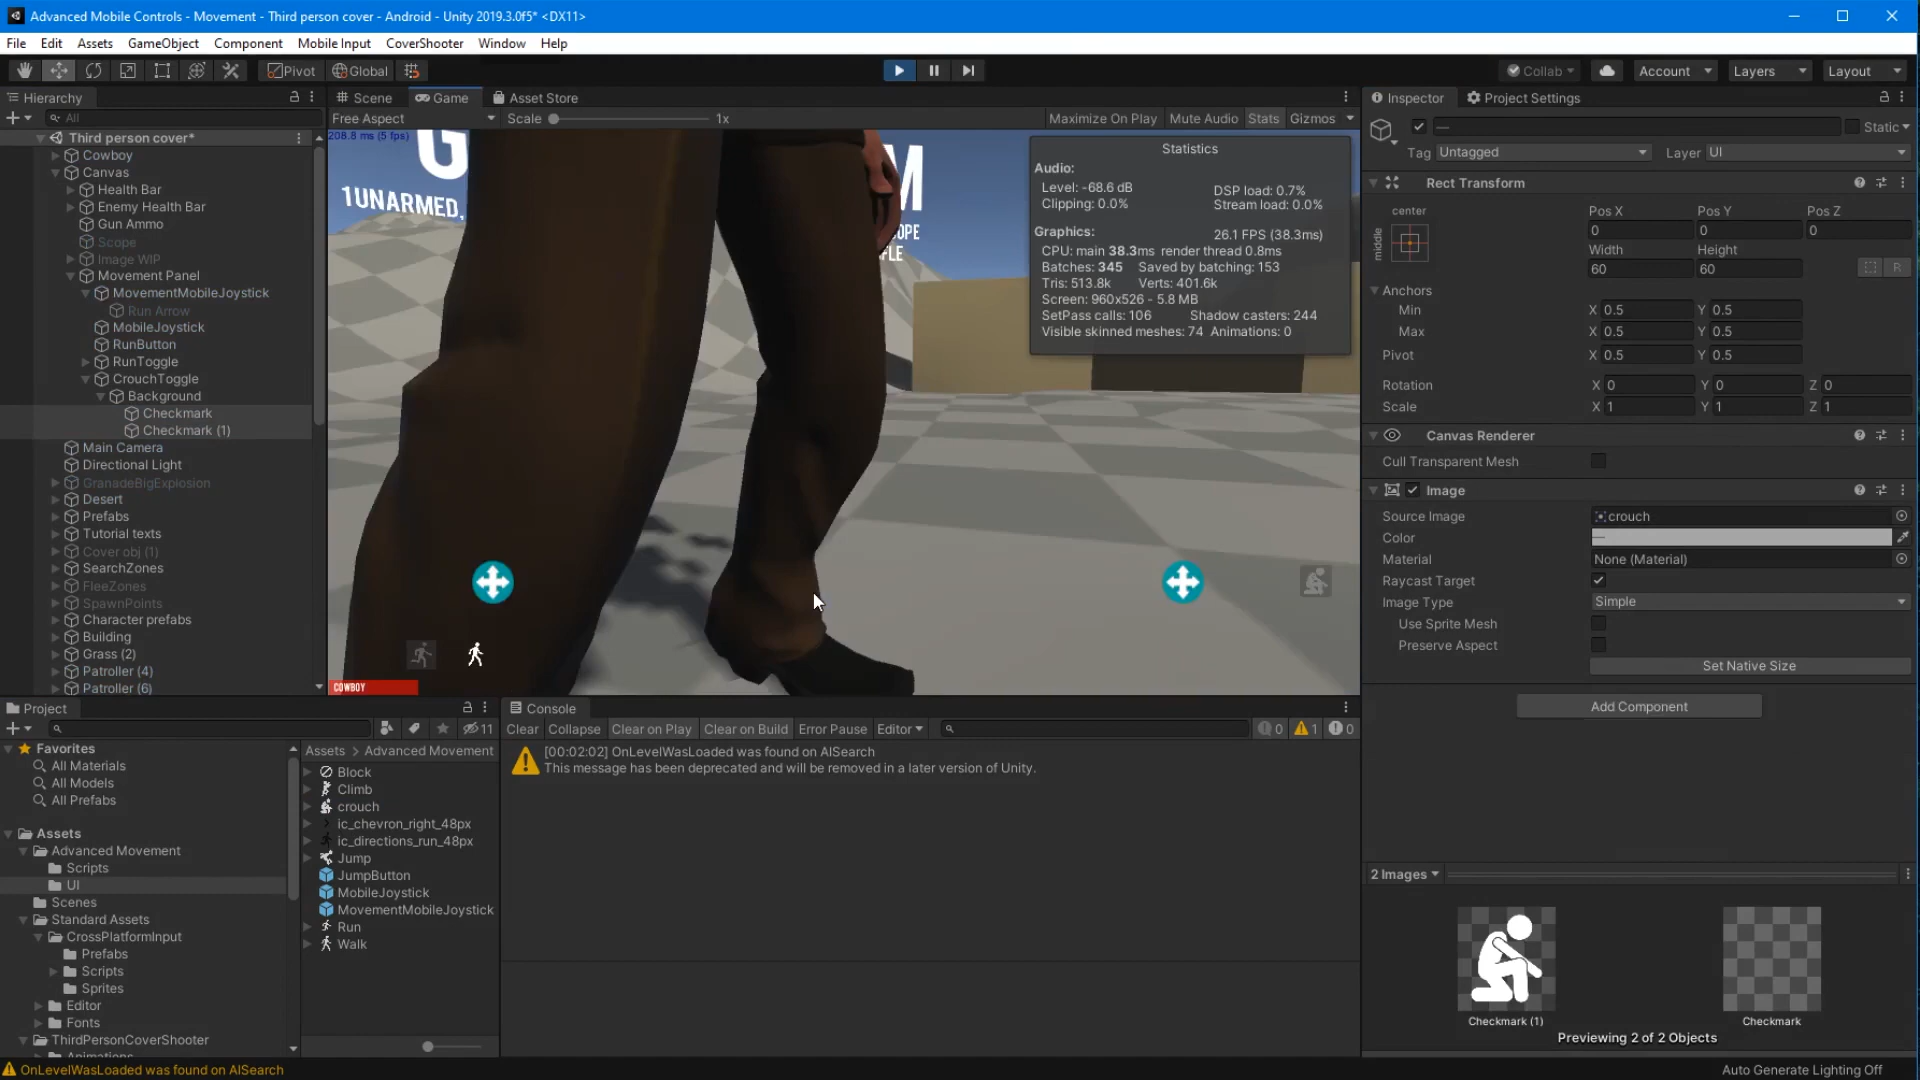 Advanced Mobile Controls - Movement - Third person cover - Android - Unity 2019.3.0f5* <DX11>
File Edit Assets GameObject Component Mobile Input CoverShooter Window Help
Pivot Global Collab Account Layers Layout
Hierarchy
All
Third person cover*
Cowboy
Canvas
Health Bar
Enemy Health Bar
Gun Ammo
Scope
Image WIP
Movement Panel
MovementMobileJoystick
Run Arrow
MobileJoystick
RunButton
RunToggle
CrouchToggle
Background
Checkmark
Checkmark (1)
Main Camera
Directional Light
GranadeBigExplosion
Desert
Prefabs
Tutorial texts
Cover obj (1)
SearchZones
FleeZones
SpawnPoints
Character prefabs
Building
Grass (2)
Patroller (4)
Patroller (6)
Scene Game Asset Store
Free Aspect Scale 1x Maximize On Play Mute Audio Stats Gizmos
208.8 ms (5 fps)
G
1UNARMED,
M
OPE
FLE
COWBOY
Statistics
Audio:
Level: -68.6 dB DSP load: 0.7%
Clipping: 0.0% Stream load: 0.0%
Graphics: 26.1 FPS (38.3ms)
CPU: main 38.3ms render thread 0.8ms
Batches: 345 Saved by batching: 153
Tris: 513.8k Verts: 401.6k
Screen: 960x526 - 5.8 MB
SetPass calls: 106 Shadow casters: 244
Visible skinned meshes: 74 Animations: 0
Inspector Project Settings
— Static
Tag Untagged Layer UI
Rect Transform
center
middle
Pos X Pos Y Pos Z
0 0 0
Width Height
60 60 R
Anchors
Min X 0.5 Y 0.5
Max X 0.5 Y 0.5
Pivot X 0.5 Y 0.5
Rotation X 0 Y 0 Z 0
Scale X 1 Y 1 Z 1
Canvas Renderer
Cull Transparent Mesh
Image
Source Image crouch
Color —
Material None (Material)
Raycast Target
Image Type Simple
Use Sprite Mesh
Preserve Aspect
Set Native Size
Add Component
2 Images
Checkmark (1) Checkmark
Previewing 2 of 2 Objects
Project
11
Favorites
All Materials
All Models
All Prefabs
Assets
Advanced Movement
Scripts
UI
Scenes
Standard Assets
CrossPlatformInput
Prefabs
Scripts
Sprites
Editor
Fonts
ThirdPersonCoverShooter
Animations
Assets > Advanced Movement
Block
Climb
crouch
ic_chevron_right_48px
ic_directions_run_48px
Jump
JumpButton
MobileJoystick
MovementMobileJoystick
Run
Walk
Console
Clear Collapse Clear on Play Clear on Build Error Pause Editor 0 1 0
[00:02:02] OnLevelWasLoaded was found on AISearch
This message has been deprecated and will be removed in a later version of Unity.
OnLevelWasLoaded was found on AISearch
Auto Generate Lighting Off